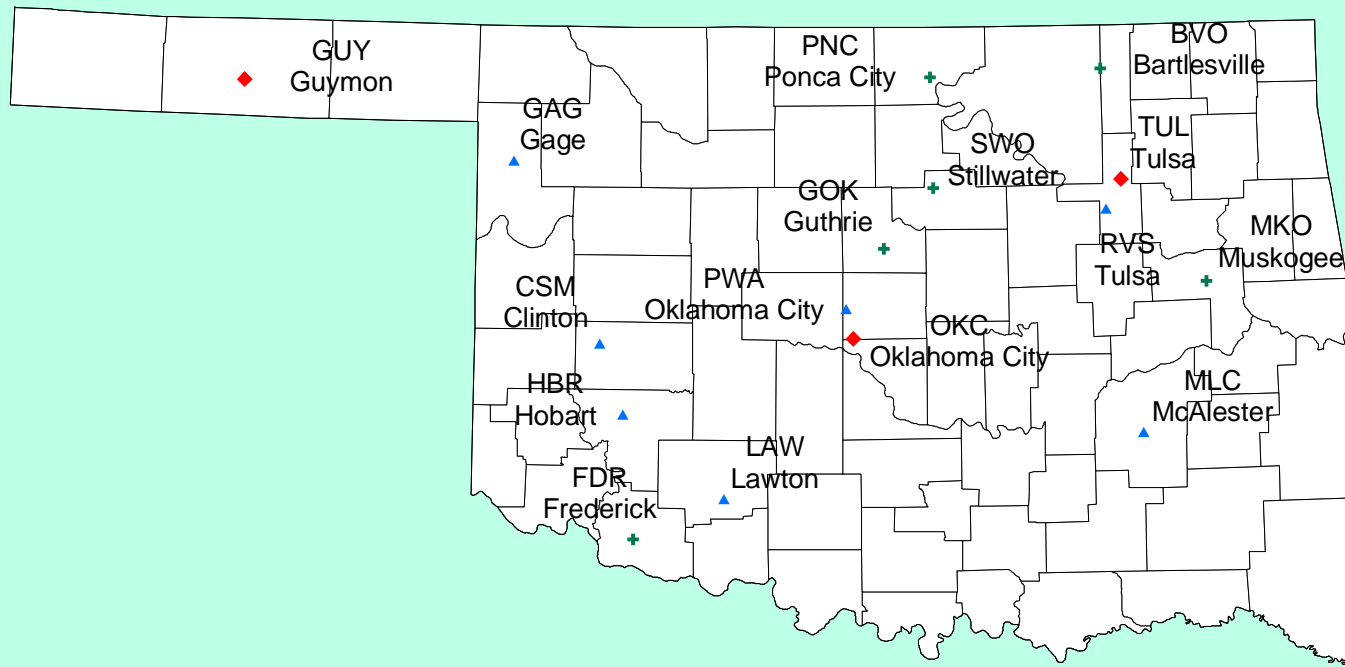 GUY
Guymon
PNC
Ponca City
BVO
Bartlesville
GAG
Gage
TUL
Tulsa
SWO
Stillwater
GOK
Guthrie
MKO
Muskogee
RVS
Tulsa
PWA
Oklahoma City
CSM
Clinton
OKC
Oklahoma City
HBR
Hobart
MLC
McAlester
LAW
Lawton
FDR
Frederick